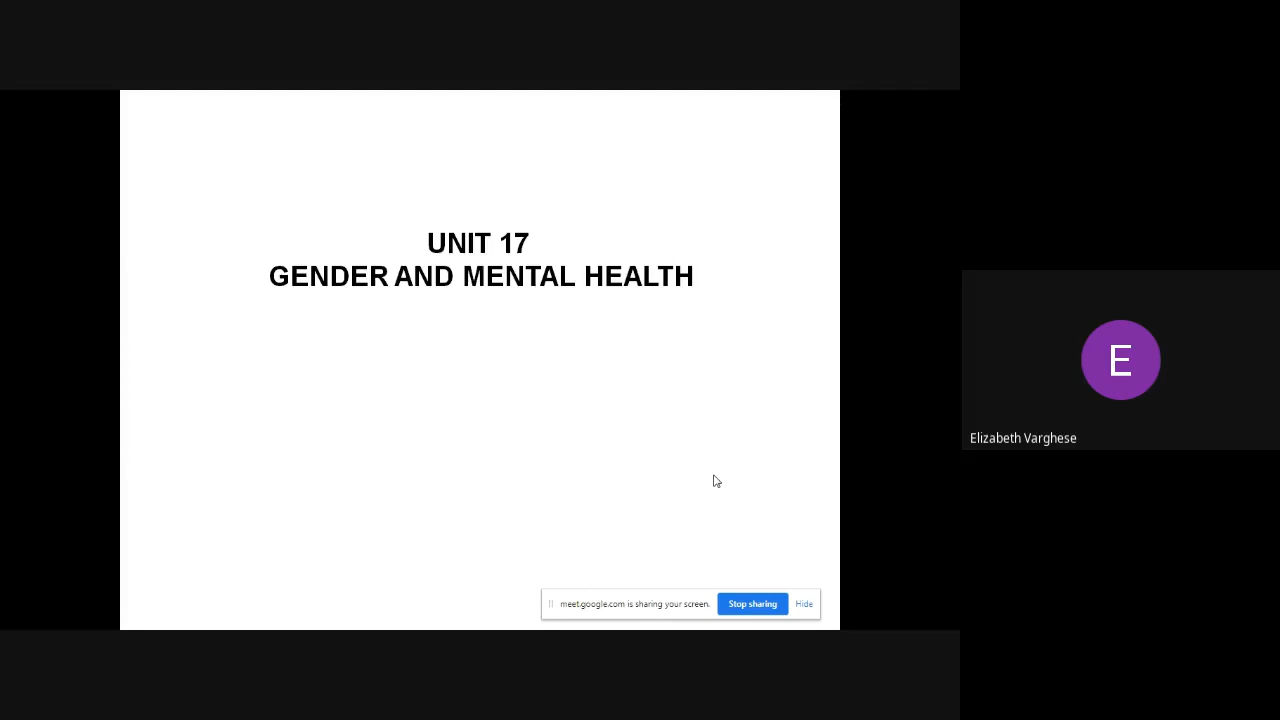 UNIT 17
GENDER AND MENTAL HEALTH
E
Elizabeth Varghese
meet.google.com is sharing your screen. Stop sharing Hide